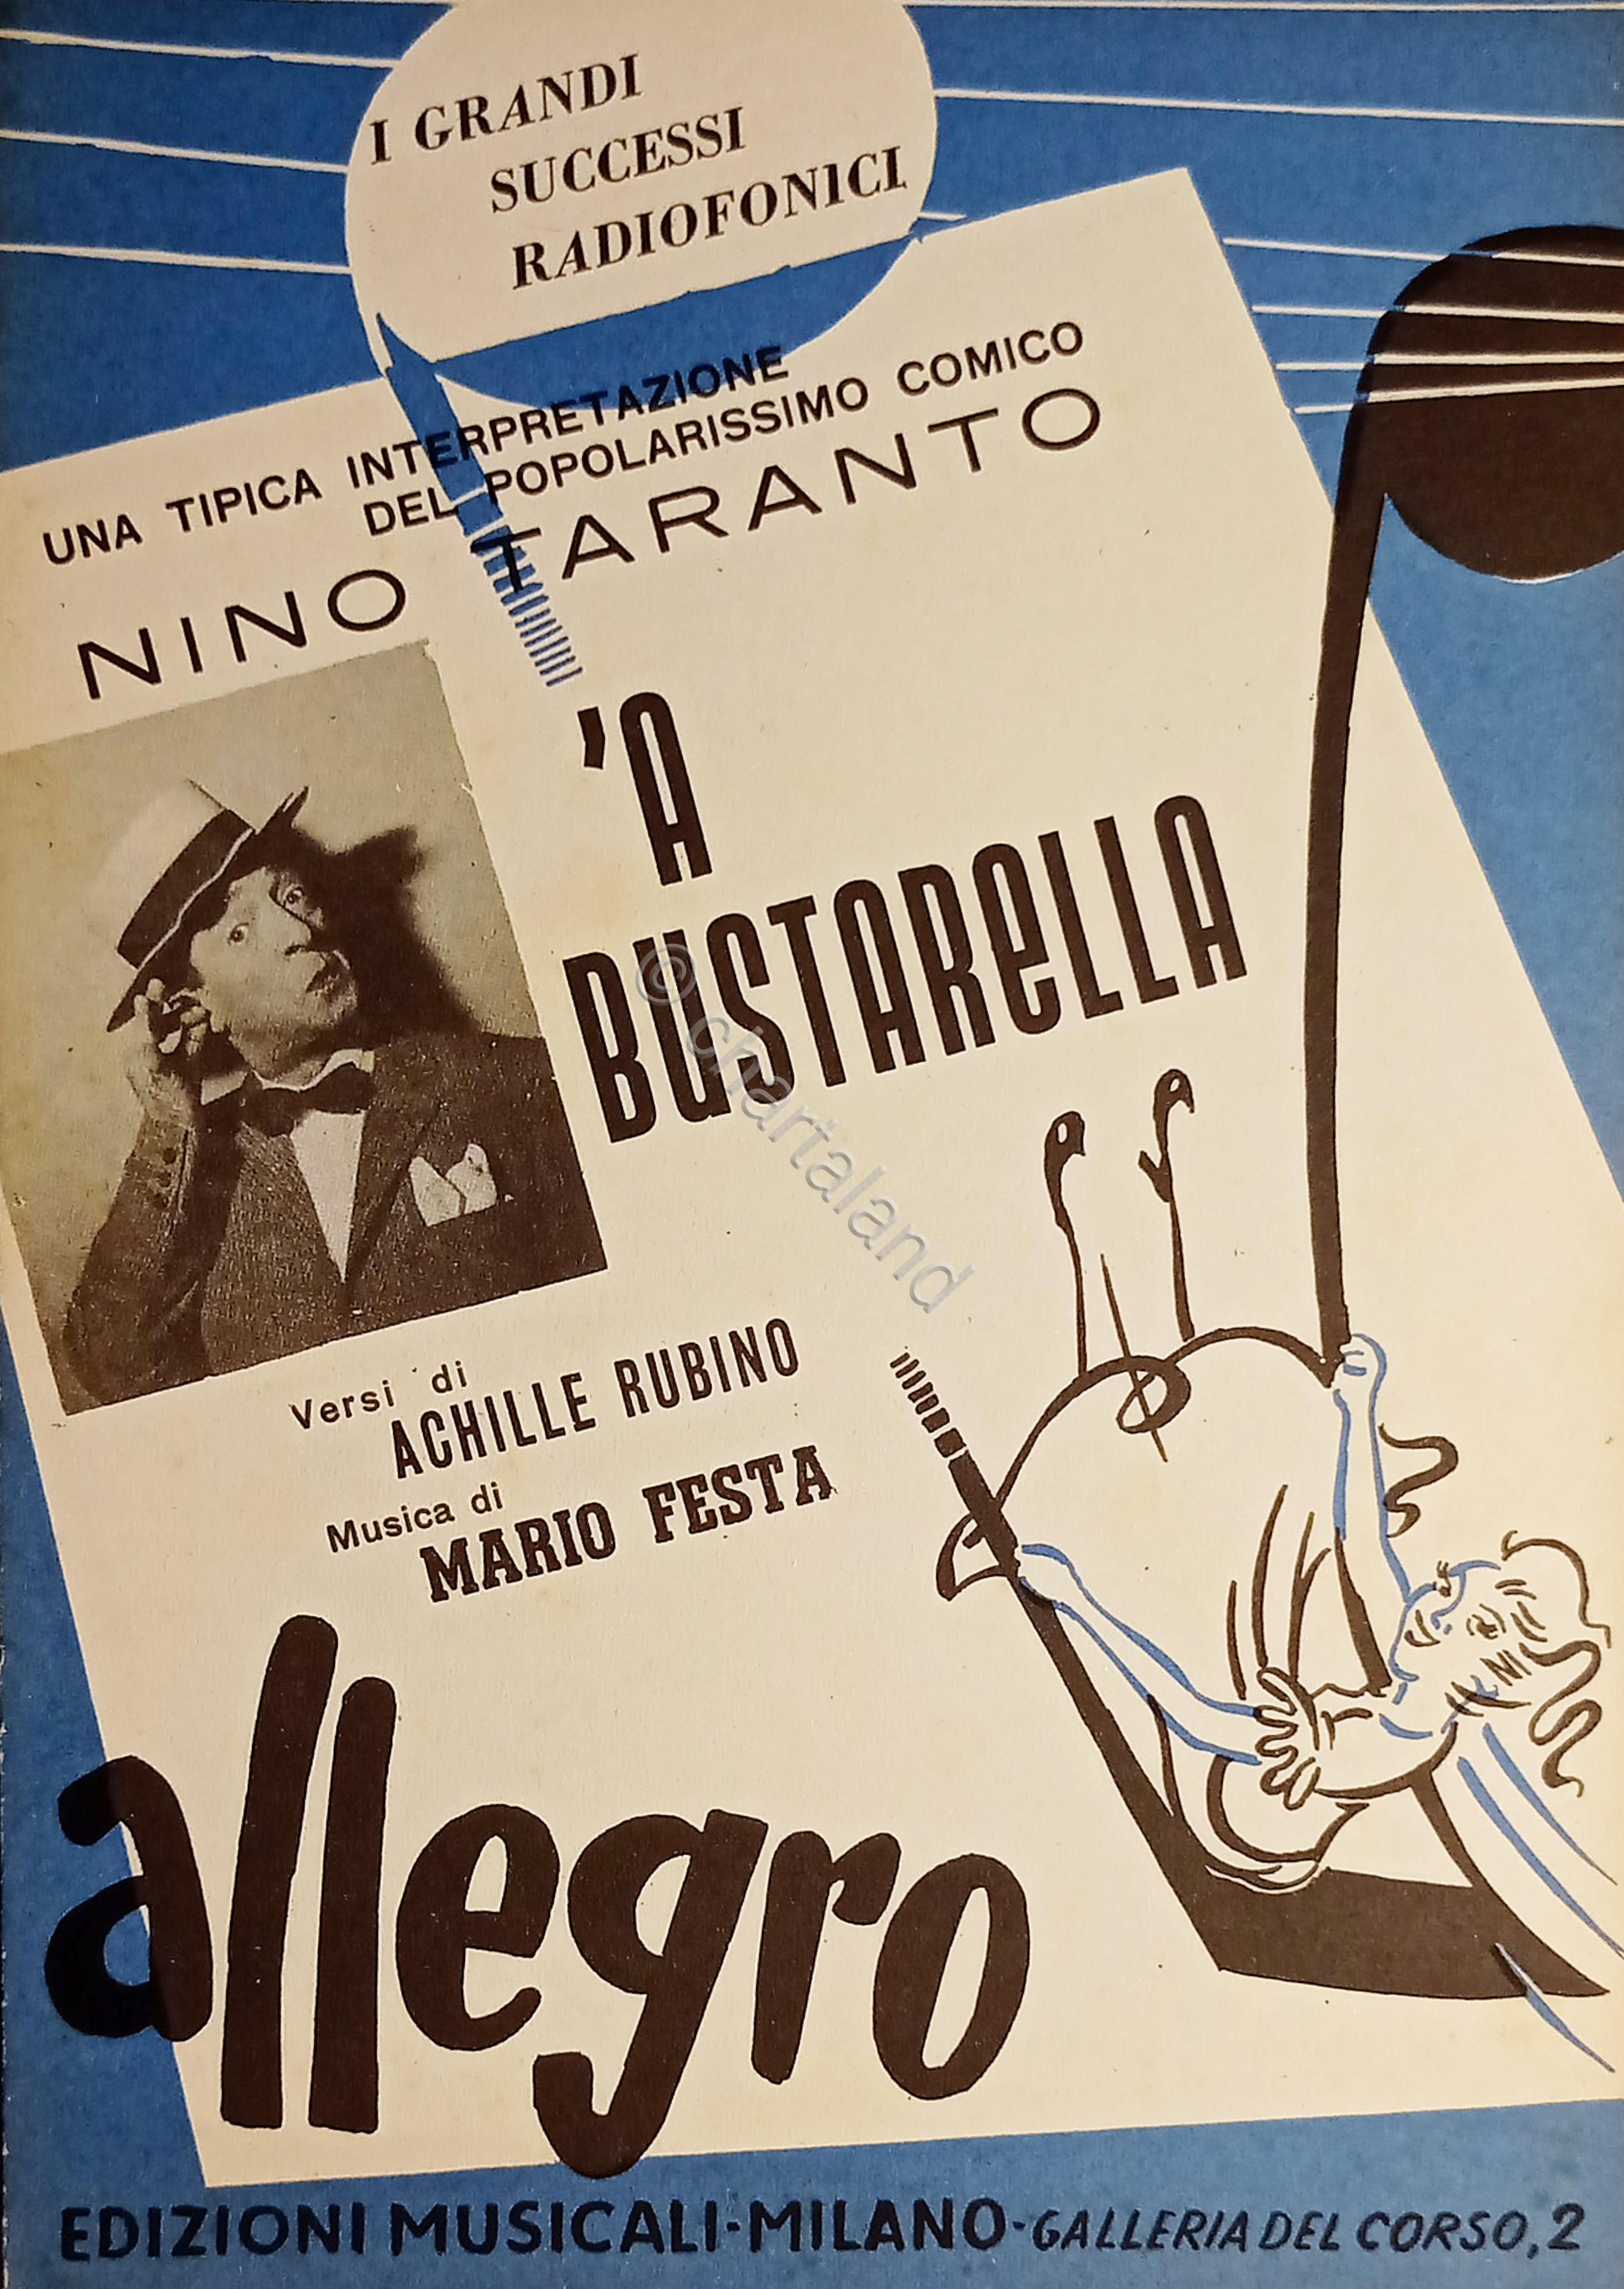 I GRANDI
SUCCESSI
RADIOFONICI
UNA TIPICA INTERPRETAZIONE
DEL POPOLARISSIMO COMICO
NINO TARANTO
'A
BUSTARELLA
Versi di
ACHILLE RUBINO
Musica di
MARIO FESTA
allegro
EDIZIONI MUSICALI - MILANO - GALLERIA DEL CORSO, 2
© chartaland